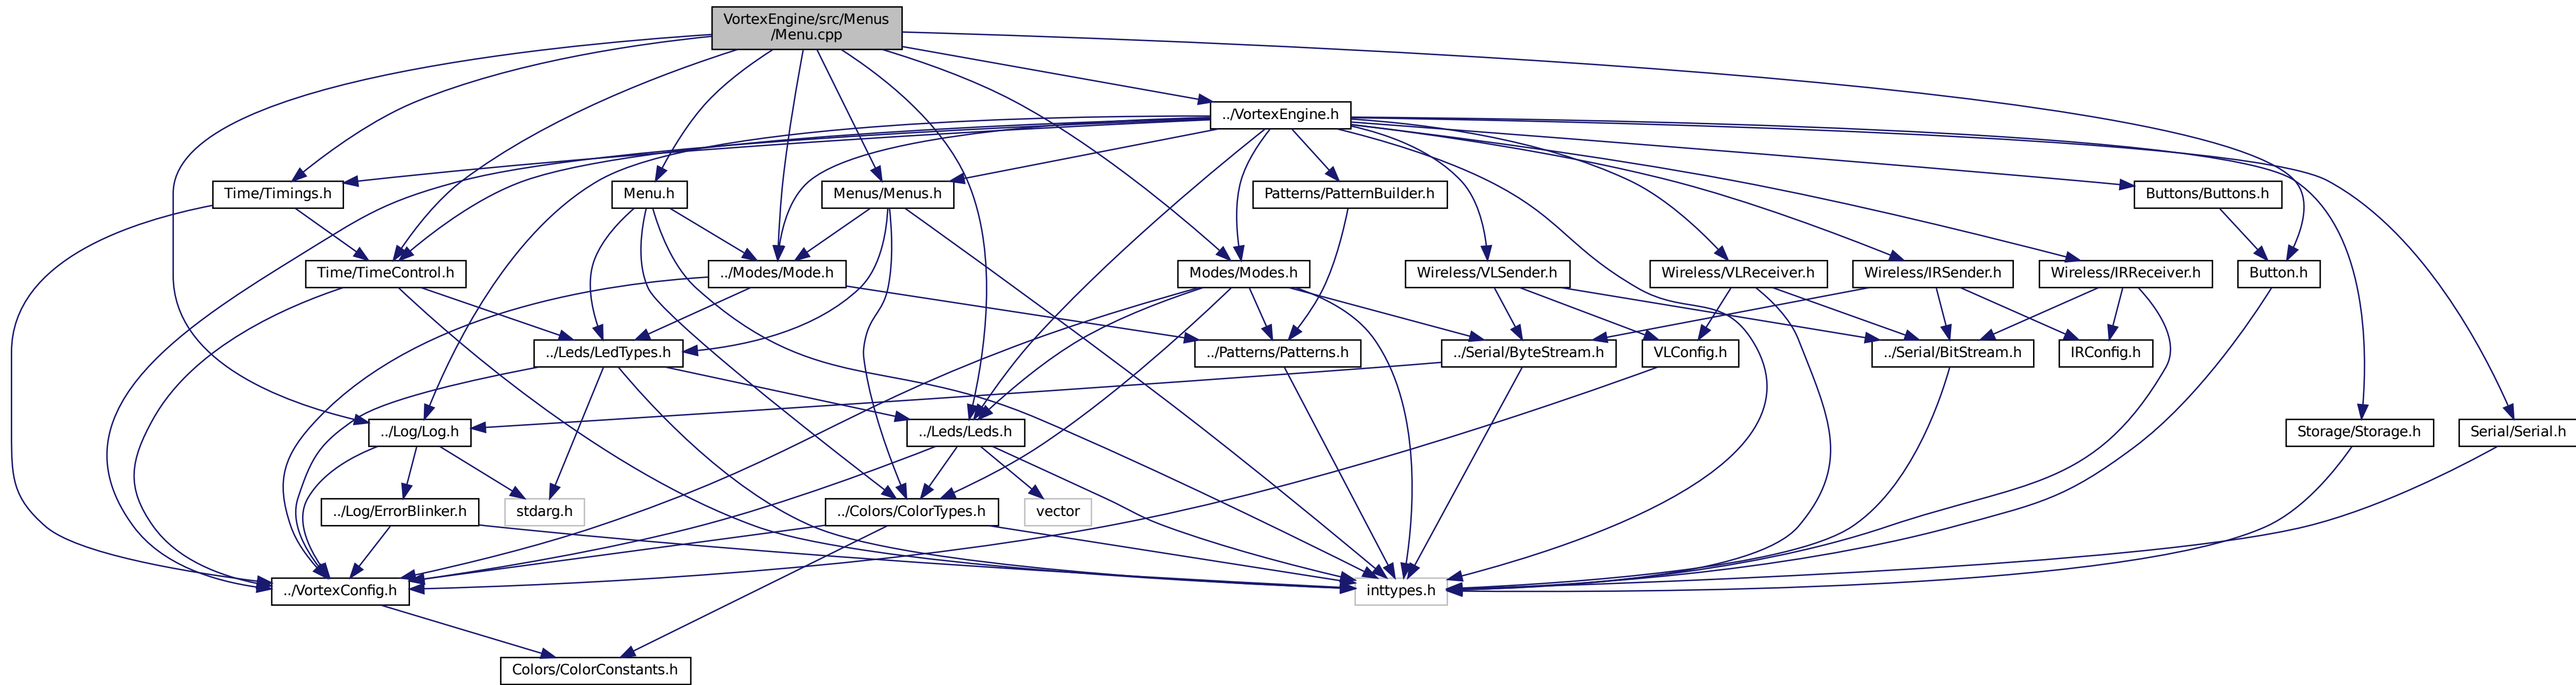 VortexEngine/src/Menus
/Menu.cpp
../VortexEngine.h
Time/Timings.h
Menu.h
Menus/Menus.h
Patterns/PatternBuilder.h
Buttons/Buttons.h
Time/TimeControl.h
../Modes/Mode.h
Modes/Modes.h
Wireless/VLSender.h
Wireless/VLReceiver.h
Wireless/IRSender.h
Wireless/IRReceiver.h
Button.h
../Leds/LedTypes.h
../Patterns/Patterns.h
../Serial/ByteStream.h
VLConfig.h
../Serial/BitStream.h
IRConfig.h
../Log/Log.h
../Leds/Leds.h
Storage/Storage.h
Serial/Serial.h
../Log/ErrorBlinker.h
stdarg.h
../Colors/ColorTypes.h
vector
../VortexConfig.h
inttypes.h
Colors/ColorConstants.h